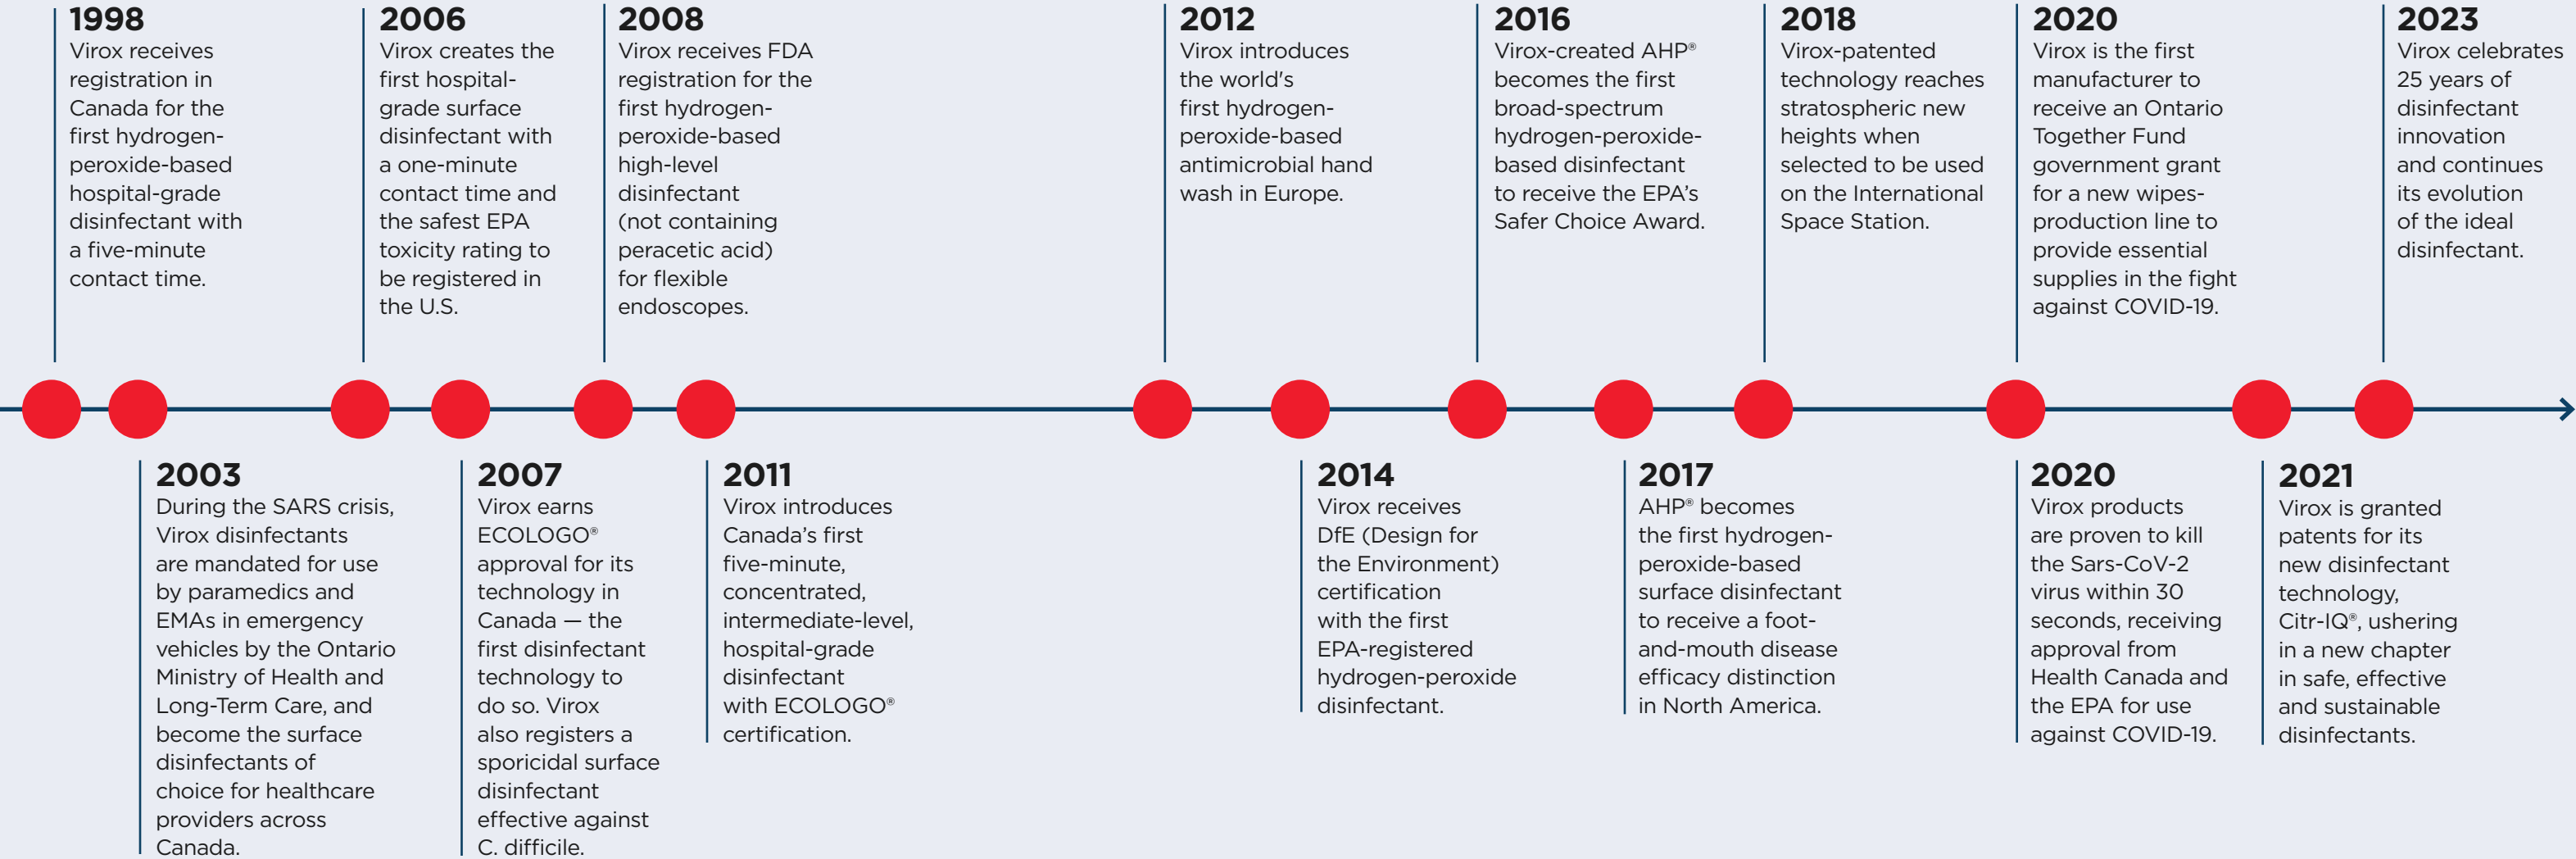 1998
Virox receives
registration in
Canada for the
first hydrogen-
peroxide-based
hospital-grade
disinfectant with
a five-minute
contact time.
2006
Virox creates the
first hospital-
grade surface
disinfectant with
a one-minute
contact time and
the safest EPA
toxicity rating to
be registered in
the U.S.
2008
Virox receives FDA
registration for the
first hydrogen-
peroxide-based
high-level
disinfectant
(not containing
peracetic acid)
for flexible
endoscopes.
2012
Virox introduces
the world's
first hydrogen-
peroxide-based
antimicrobial hand
wash in Europe.
2016
Virox-created AHP®
becomes the first
broad-spectrum
hydrogen-peroxide-
based disinfectant
to receive the EPA’s
Safer Choice Award.
2018
Virox-patented
technology reaches
stratospheric new
heights when
selected to be used
on the International
Space Station.
2020
Virox is the first
manufacturer to
receive an Ontario
Together Fund
government grant
for a new wipes-
production line to
provide essential
supplies in the fight
against COVID-19.
2023
Virox celebrates
25 years of
disinfectant
innovation
and continues
its evolution
of the ideal
disinfectant.
2003
During the SARS crisis,
Virox disinfectants
are mandated for use
by paramedics and
EMAs in emergency
vehicles by the Ontario
Ministry of Health and
Long-Term Care, and
become the surface
disinfectants of
choice for healthcare
providers across
Canada.
2007
Virox earns
ECOLOGO®
approval for its
technology in
Canada — the
first disinfectant
technology to
do so. Virox
also registers a
sporicidal surface
disinfectant
effective against
C. difficile.
2011
Virox introduces
Canada’s first
five-minute,
concentrated,
intermediate-level,
hospital-grade
disinfectant
with ECOLOGO®
certification.
2014
Virox receives
DfE (Design for
the Environment)
certification
with the first
EPA-registered
hydrogen-peroxide
disinfectant.
2017
AHP® becomes
the first hydrogen-
peroxide-based
surface disinfectant
to receive a foot-
and-mouth disease
efficacy distinction
in North America.
2020
Virox products
are proven to kill
the Sars-CoV-2
virus within 30
seconds, receiving
approval from
Health Canada and
the EPA for use
against COVID-19.
2021
Virox is granted
patents for its
new disinfectant
technology,
Citr-IQ®, ushering
in a new chapter
in safe, effective
and sustainable
disinfectants.